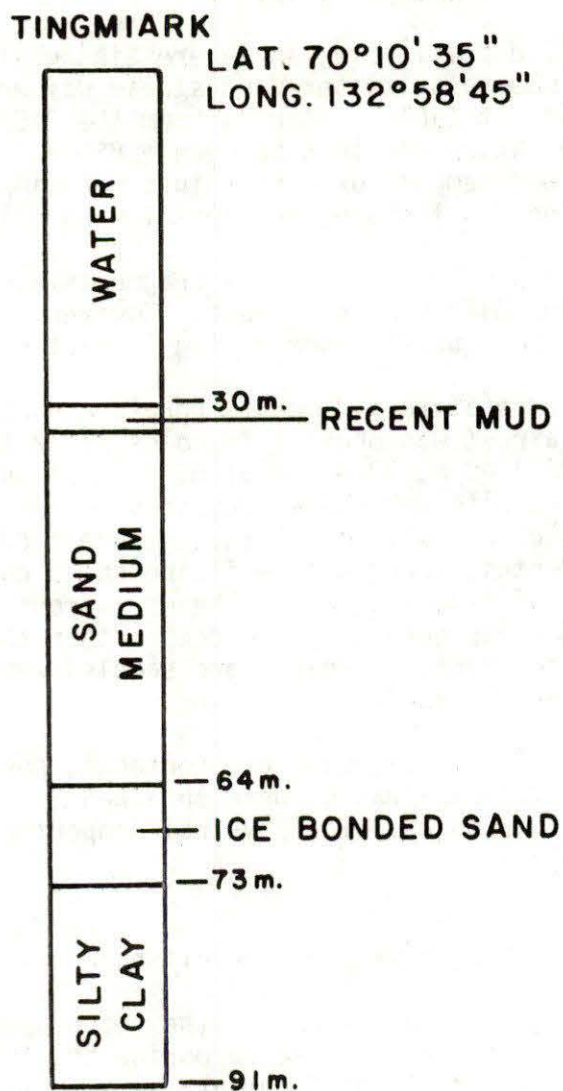 TINGMIARK
LAT. 70°10'35"
LONG. 132°58'45"
WATER
30m.
RECENT MUD
SAND
MEDIUM
64m.
ICE BONDED SAND
73m.
SILTY
CLAY
91m.